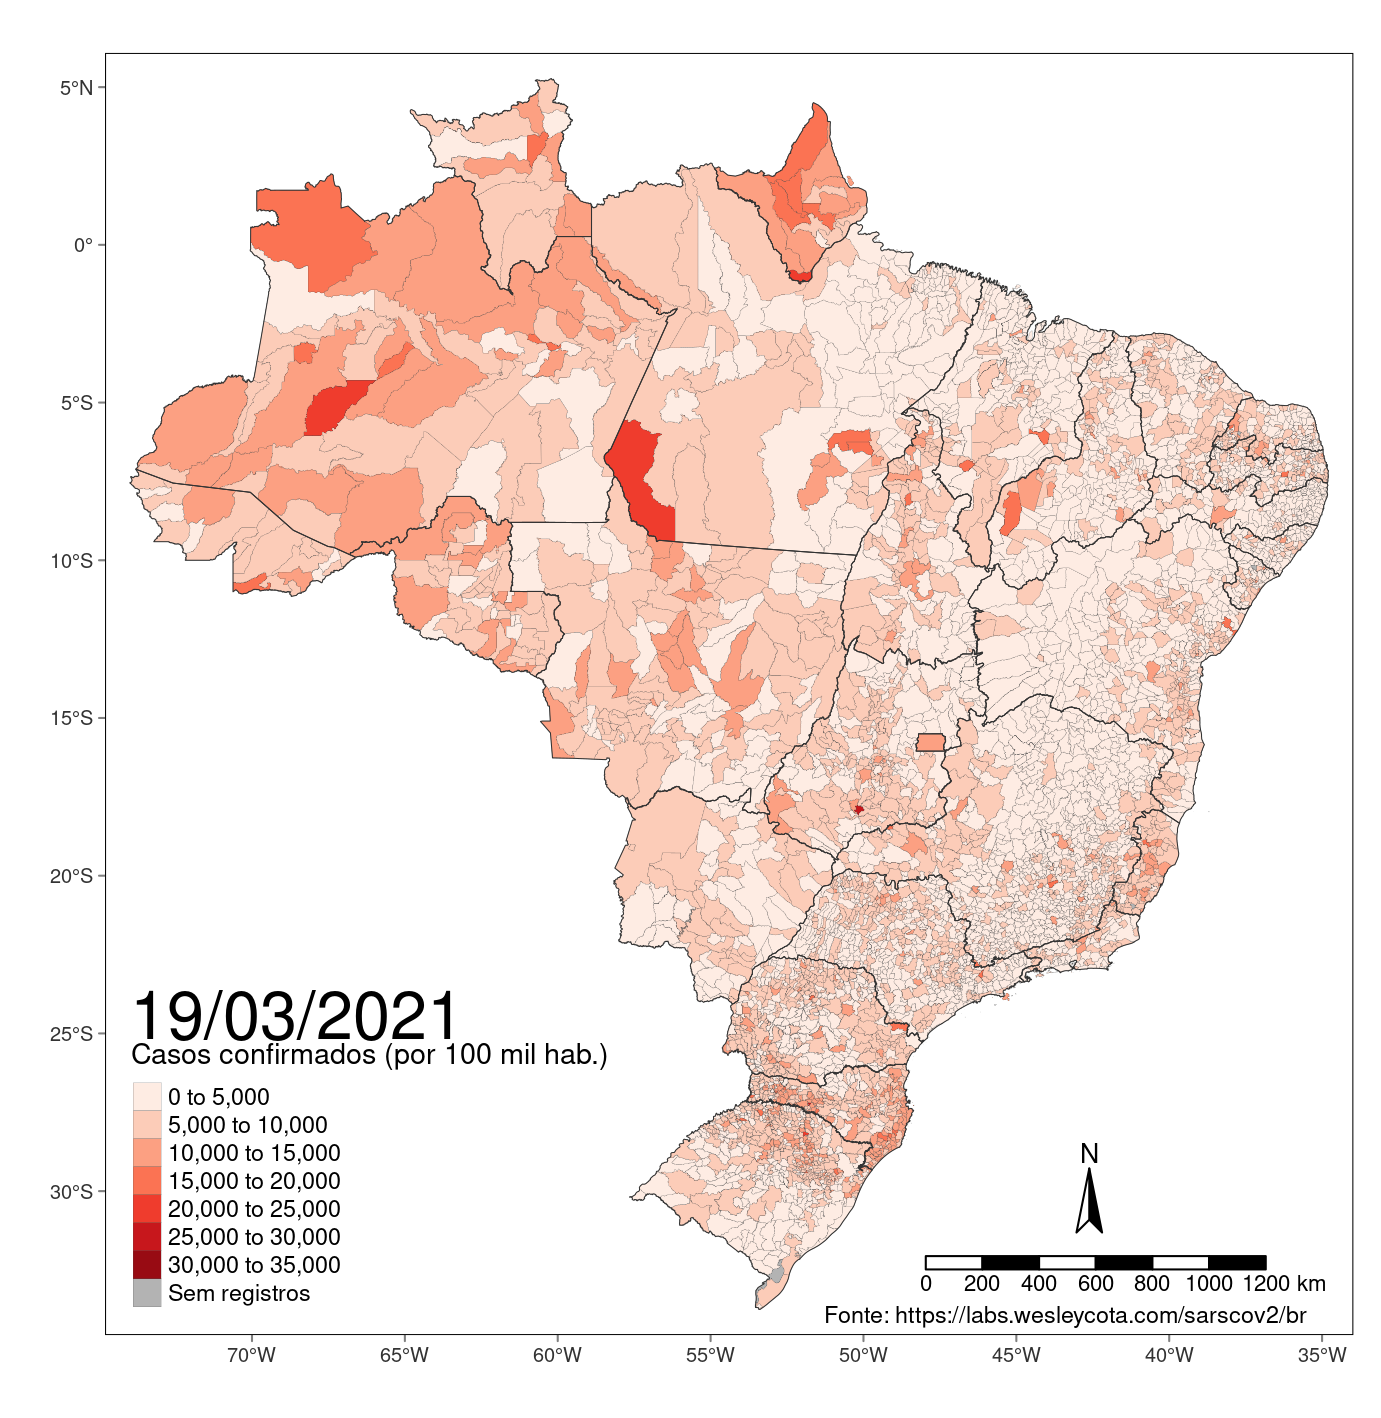 5°N
0°
5°S
10°S
15°S
20°S
25°S
30°S
19/03/2021
Casos confirmados (por 100 mil hab.)
0 to 5,000
5,000 to 10,000
10,000 to 15,000
15,000 to 20,000
20,000 to 25,000
25,000 to 30,000
30,000 to 35,000
Sem registros
N
0 200 400 600 800 1000 1200 km
Fonte: https://labs.wesleycota.com/sarscov2/br
70°W 65°W 60°W 55°W 50°W 45°W 40°W 35°W